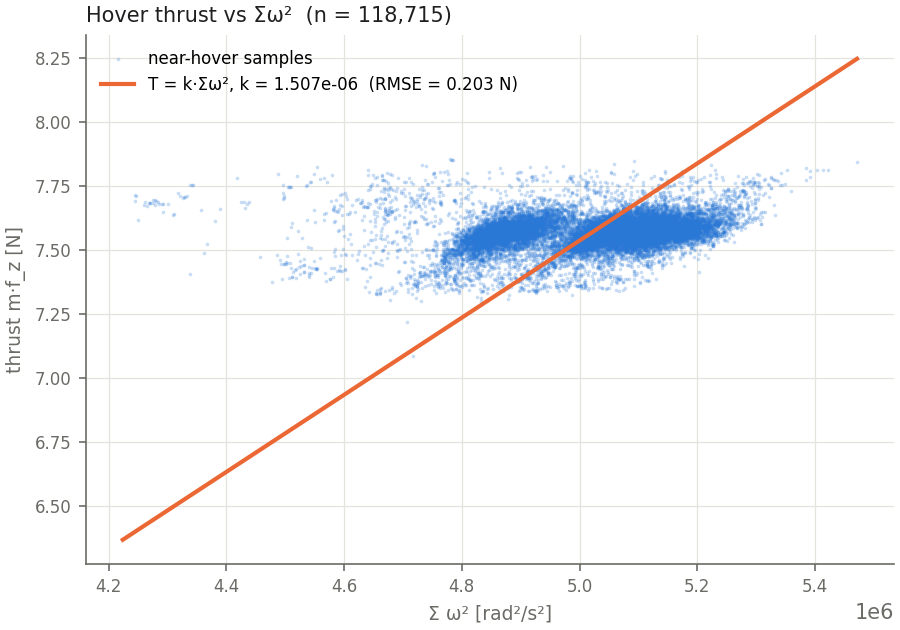 Hover thrust vs Σω² (n = 118,715)
near-hover samples
T = k·Σω², k = 1.507e-06 (RMSE = 0.203 N)
8.25
8.00
7.75
7.50
7.25
7.00
6.75
6.50
thrust m·f_z [N]
4.2 4.4 4.6 4.8 5.0 5.2 5.4
1e6
Σ ω² [rad²/s²]